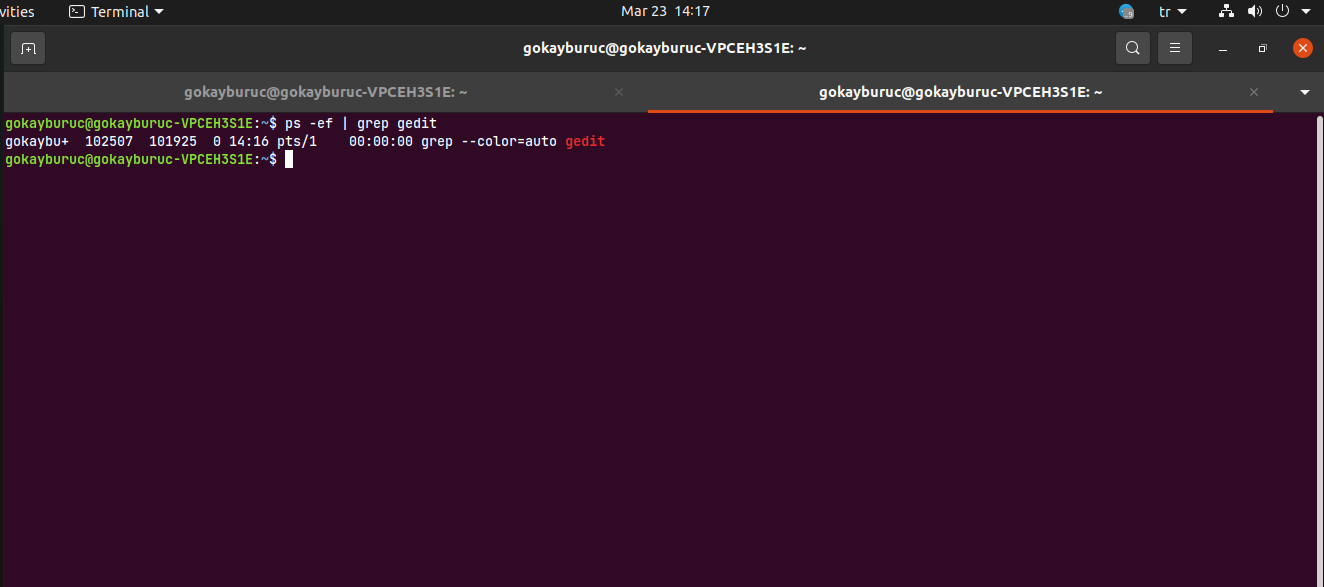 vities Terminal Mar 23 14:17 tr
gokayburuc@gokayburuc-VPCEH3S1E: ~
gokayburuc@gokayburuc-VPCEH3S1E: ~ gokayburuc@gokayburuc-VPCEH3S1E: ~
gokayburuc@gokayburuc-VPCEH3S1E:~$ ps -ef | grep gedit
gokaybu+  102507  101925  0 14:16 pts/1    00:00:00 grep --color=auto gedit
gokayburuc@gokayburuc-VPCEH3S1E:~$